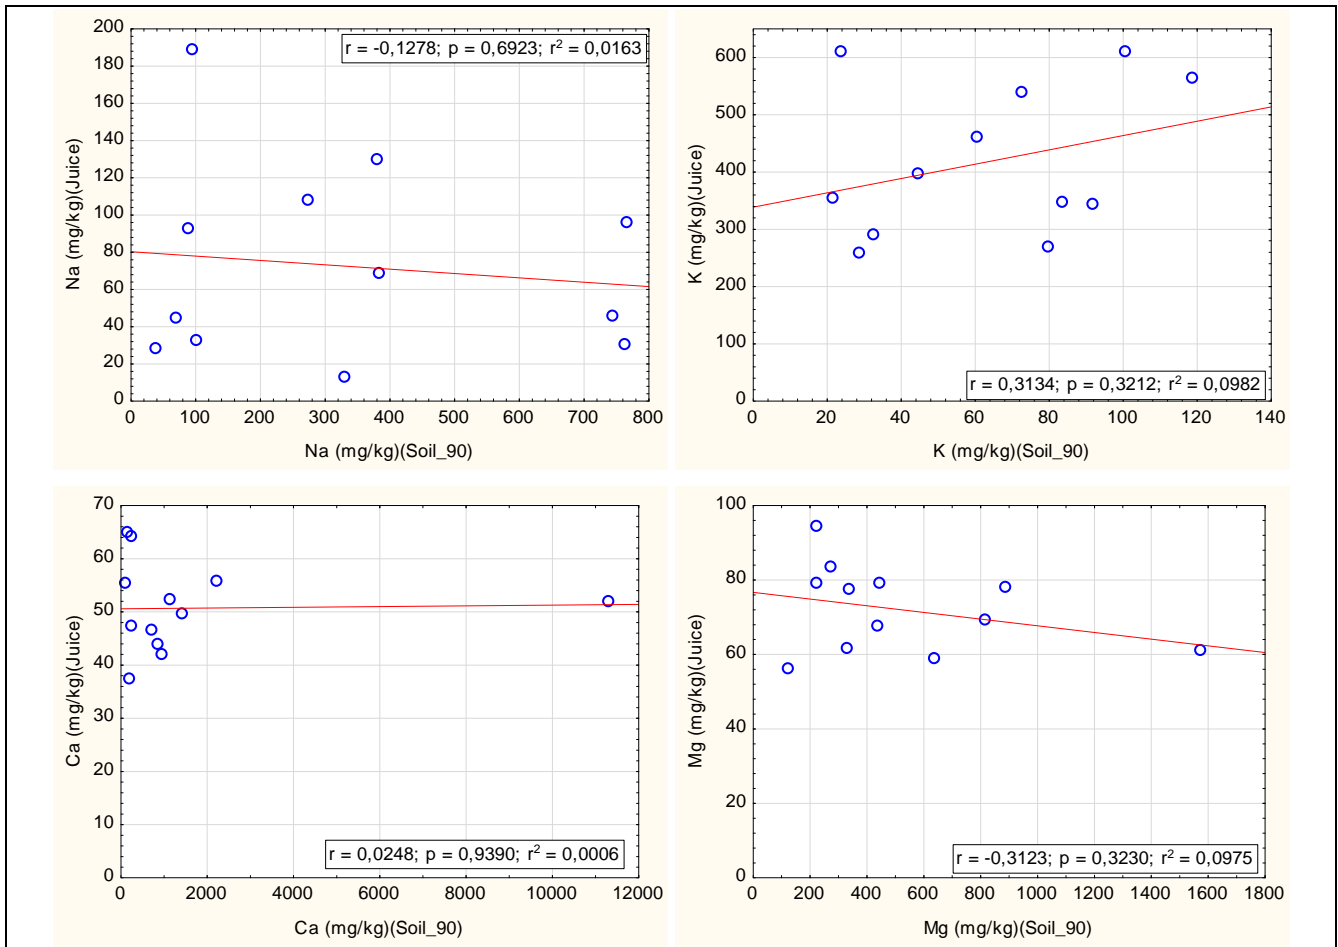 r = -0,1278; p = 0,6923; r² = 0,0163
200
180
160
140
120
100
80
60
40
20
0
Na (mg/kg)(Juice)
0 100 200 300 400 500 600 700 800
Na (mg/kg)(Soil_90)
600
500
400
300
200
100
0
K (mg/kg)(Juice)
r = 0,3134; p = 0,3212; r² = 0,0982
0 20 40 60 80 100 120 140
K (mg/kg)(Soil_90)
70
60
50
40
30
20
10
0
Ca (mg/kg)(Juice)
r = 0,0248; p = 0,9390; r² = 0,0006
0 2000 4000 6000 8000 10000 12000
Ca (mg/kg)(Soil_90)
100
80
60
40
20
0
Mg (mg/kg)(Juice)
r = -0,3123; p = 0,3230; r² = 0,0975
0 200 400 600 800 1000 1200 1400 1600 1800
Mg (mg/kg)(Soil_90)